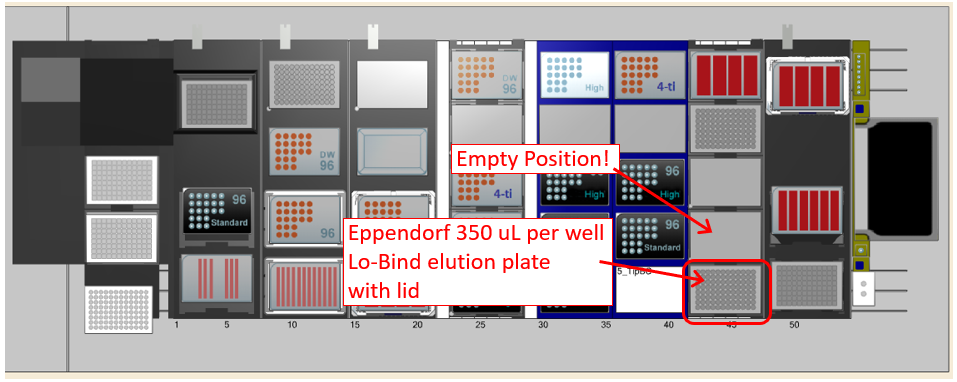 DW
96
High
4-ti
DW
96
Empty Position!
96
Standard
96
4-ti
High
96
High
Eppendorf 350 uL per well
Lo-Bind elution plate
with lid
96
Standard
1
5
10
15
20
25
30
35
40
45
50